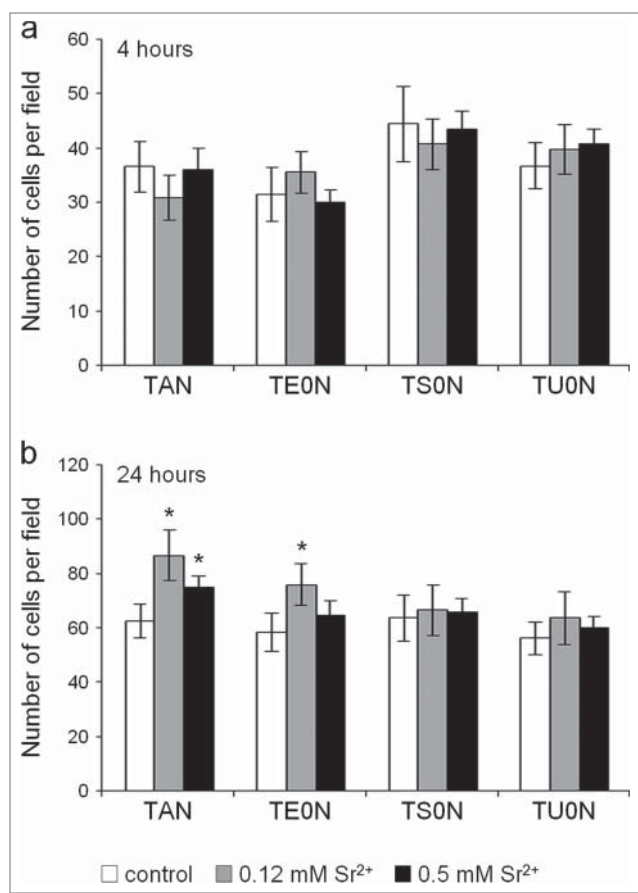 a
4 hours
Number of cells per field
60
50
40
30
20
10
0
TAN TE0N TS0N TU0N
b
24 hours
Number of cells per field
120
100
80
60
40
20
0
* * *
TAN TE0N TS0N TU0N
control 0.12 mM Sr²⁺ 0.5 mM Sr²⁺